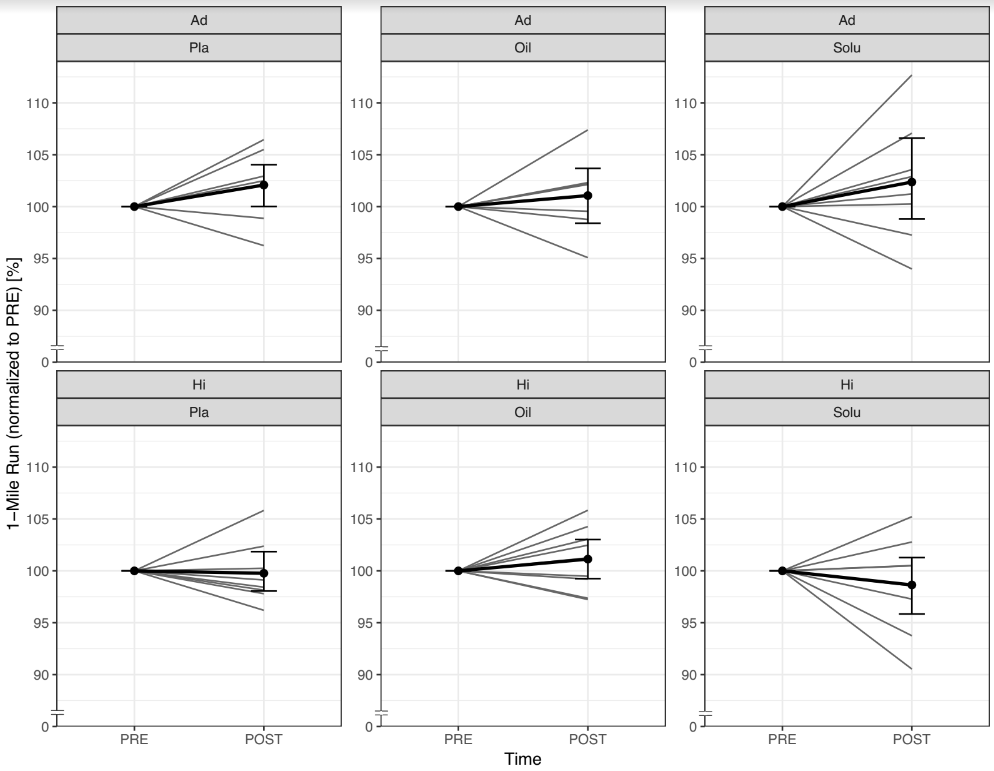 Ad
Ad
Ad
Pla
Oil
Solu
110
105
100
95
90
0
110
105
100
95
90
0
110
105
100
95
90
0
1−Mile Run (normalized to PRE) [%]
Hi
Hi
Hi
Pla
Oil
Solu
110
105
100
95
90
0
110
105
100
95
90
0
110
105
100
95
90
0
PRE
POST
PRE
POST
PRE
POST
Time